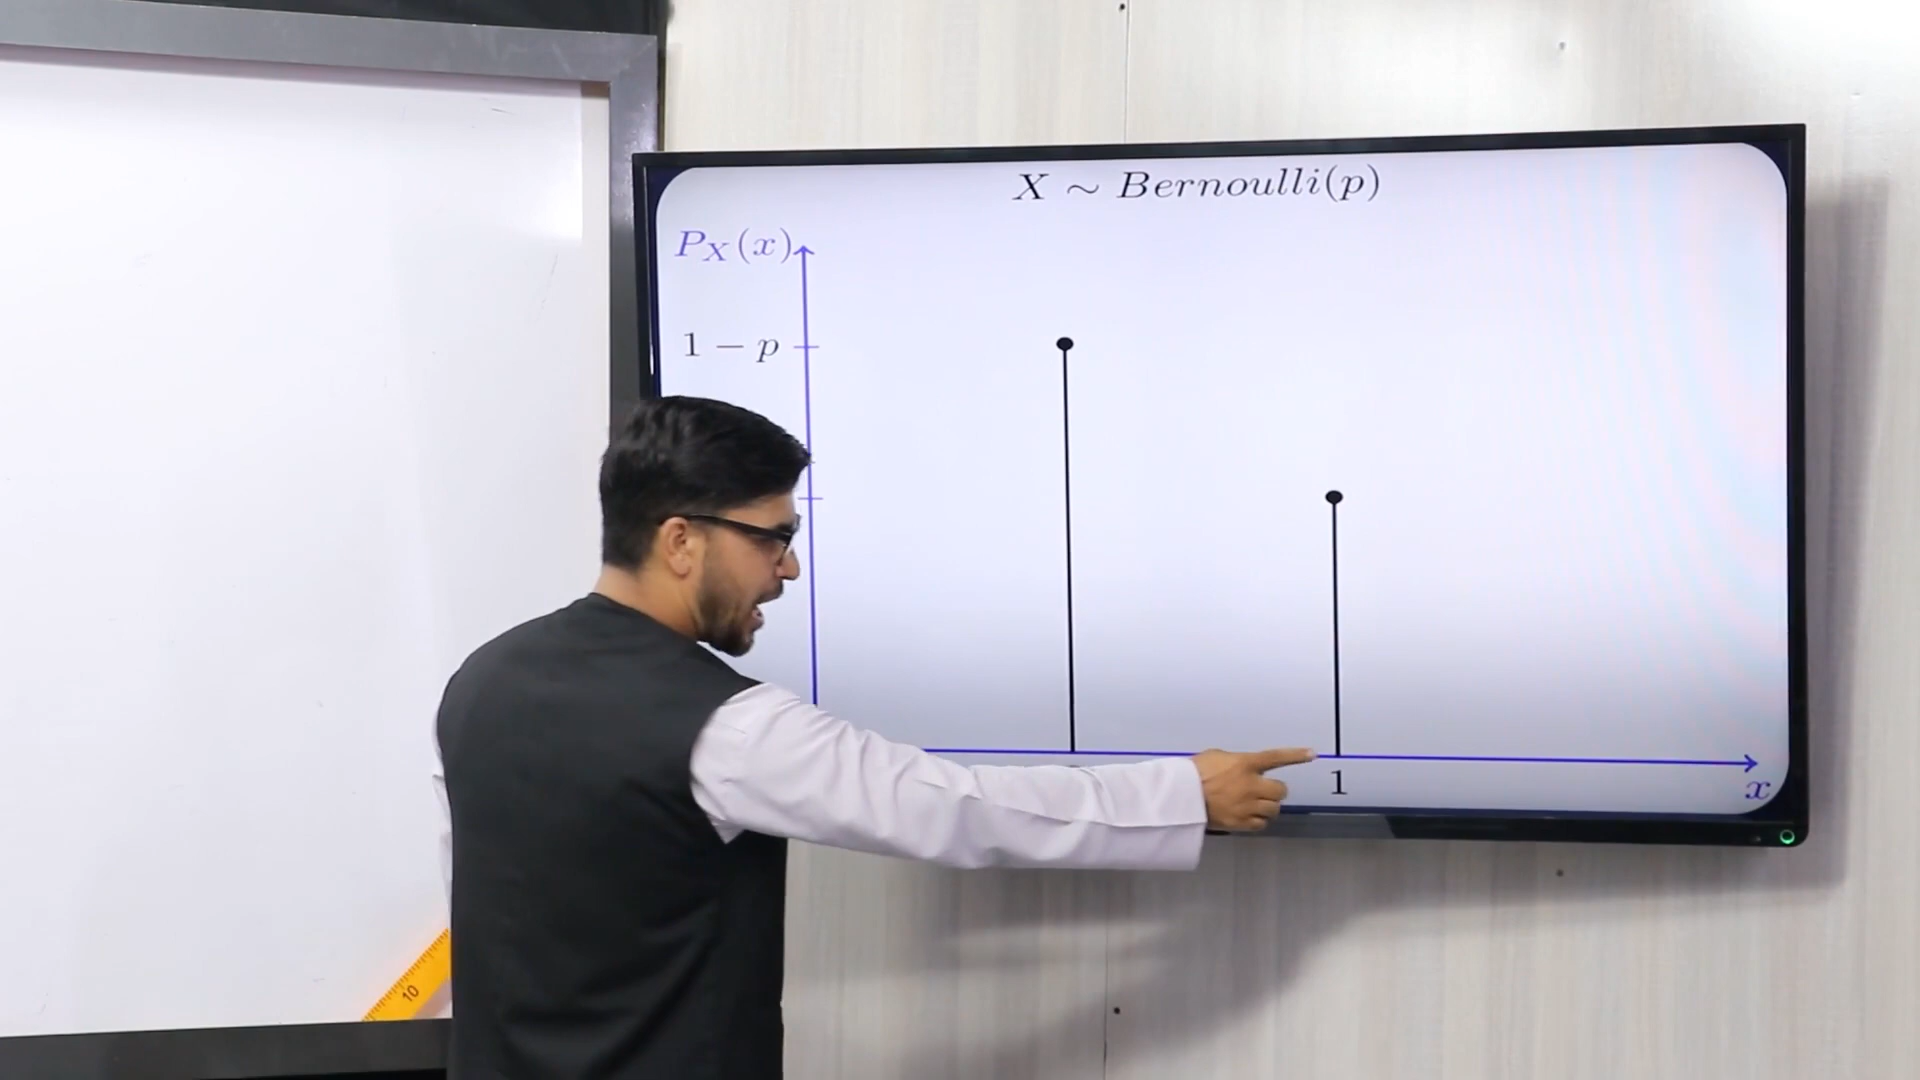 X ∼ Bernoulli(p)
P_X(x)
1 − p
1
x
10